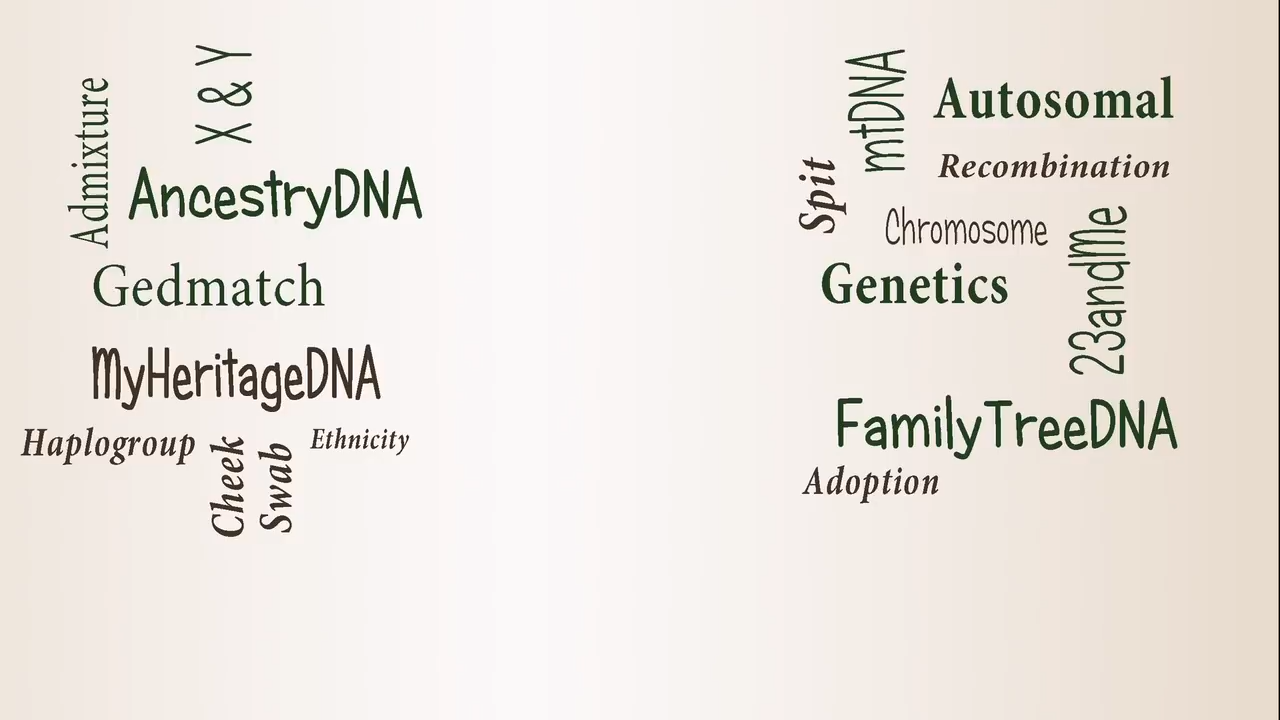 X & Y
Admixture
AncestryDNA
Gedmatch
MyHeritageDNA
Haplogroup
Cheek
Swab
Ethnicity
mtDNA
Autosomal
Recombination
Spit
Chromosome
Genetics
23andMe
FamilyTreeDNA
Adoption